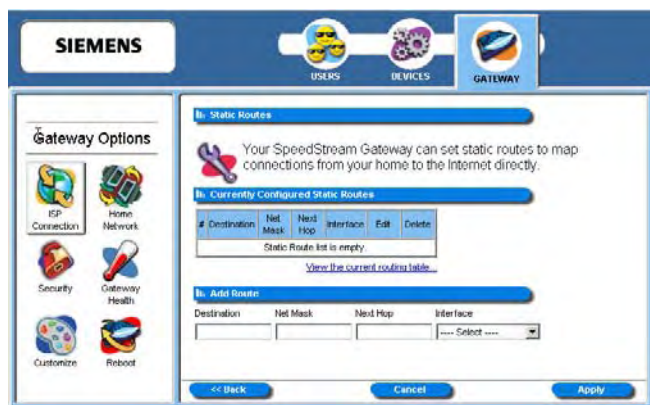 SIEMENS
USERS
DEVICES
GATEWAY
Gateway Options
ISP Connection
Home Network
Security
Gateway Health
Customize
Reboot
Static Routes
Your SpeedStream Gateway can set static routes to map
connections from your home to the Internet directly.
Currently Configured Static Routes
# Destination Net Mask Next Hop Interface Edit Delete
Static Route list is empty.
View the current routing table...
Add Route
Destination Net Mask Next Hop Interface
---- Select ----
<< Back Cancel Apply